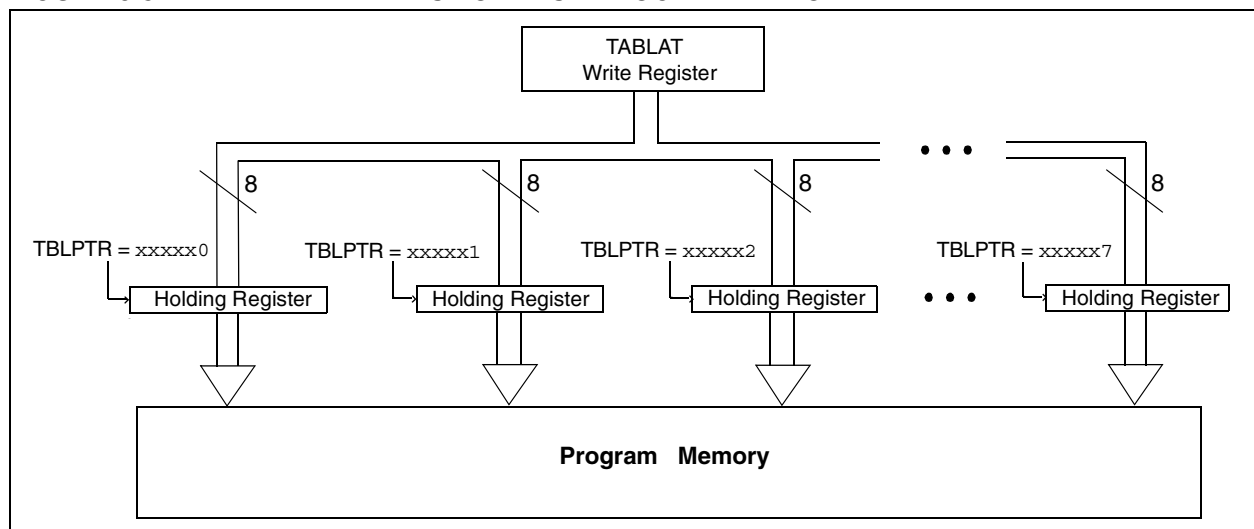 TABLAT
Write Register
8
8
8
8
TBLPTR = xxxxx0
TBLPTR = xxxxx1
TBLPTR = xxxxx2
TBLPTR = xxxxx7
Holding Register
Holding Register
Holding Register
Holding Register
Program Memory